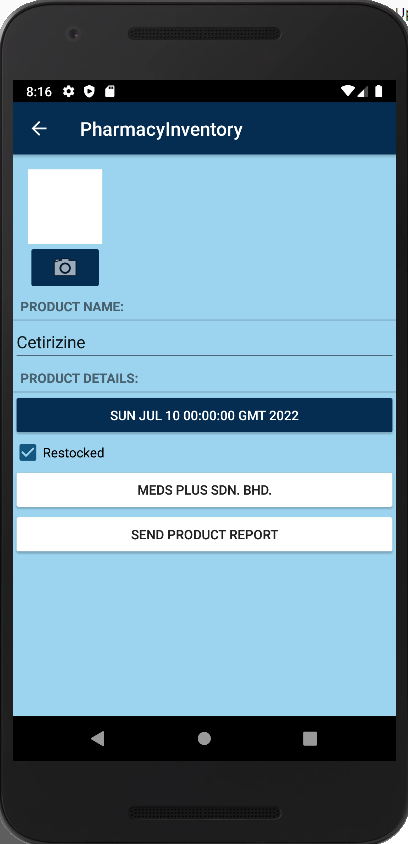 8:16
PharmacyInventory
PRODUCT NAME:
Cetirizine
PRODUCT DETAILS:
SUN JUL 10 00:00:00 GMT 2022
Restocked
MEDS PLUS SDN. BHD.
SEND PRODUCT REPORT